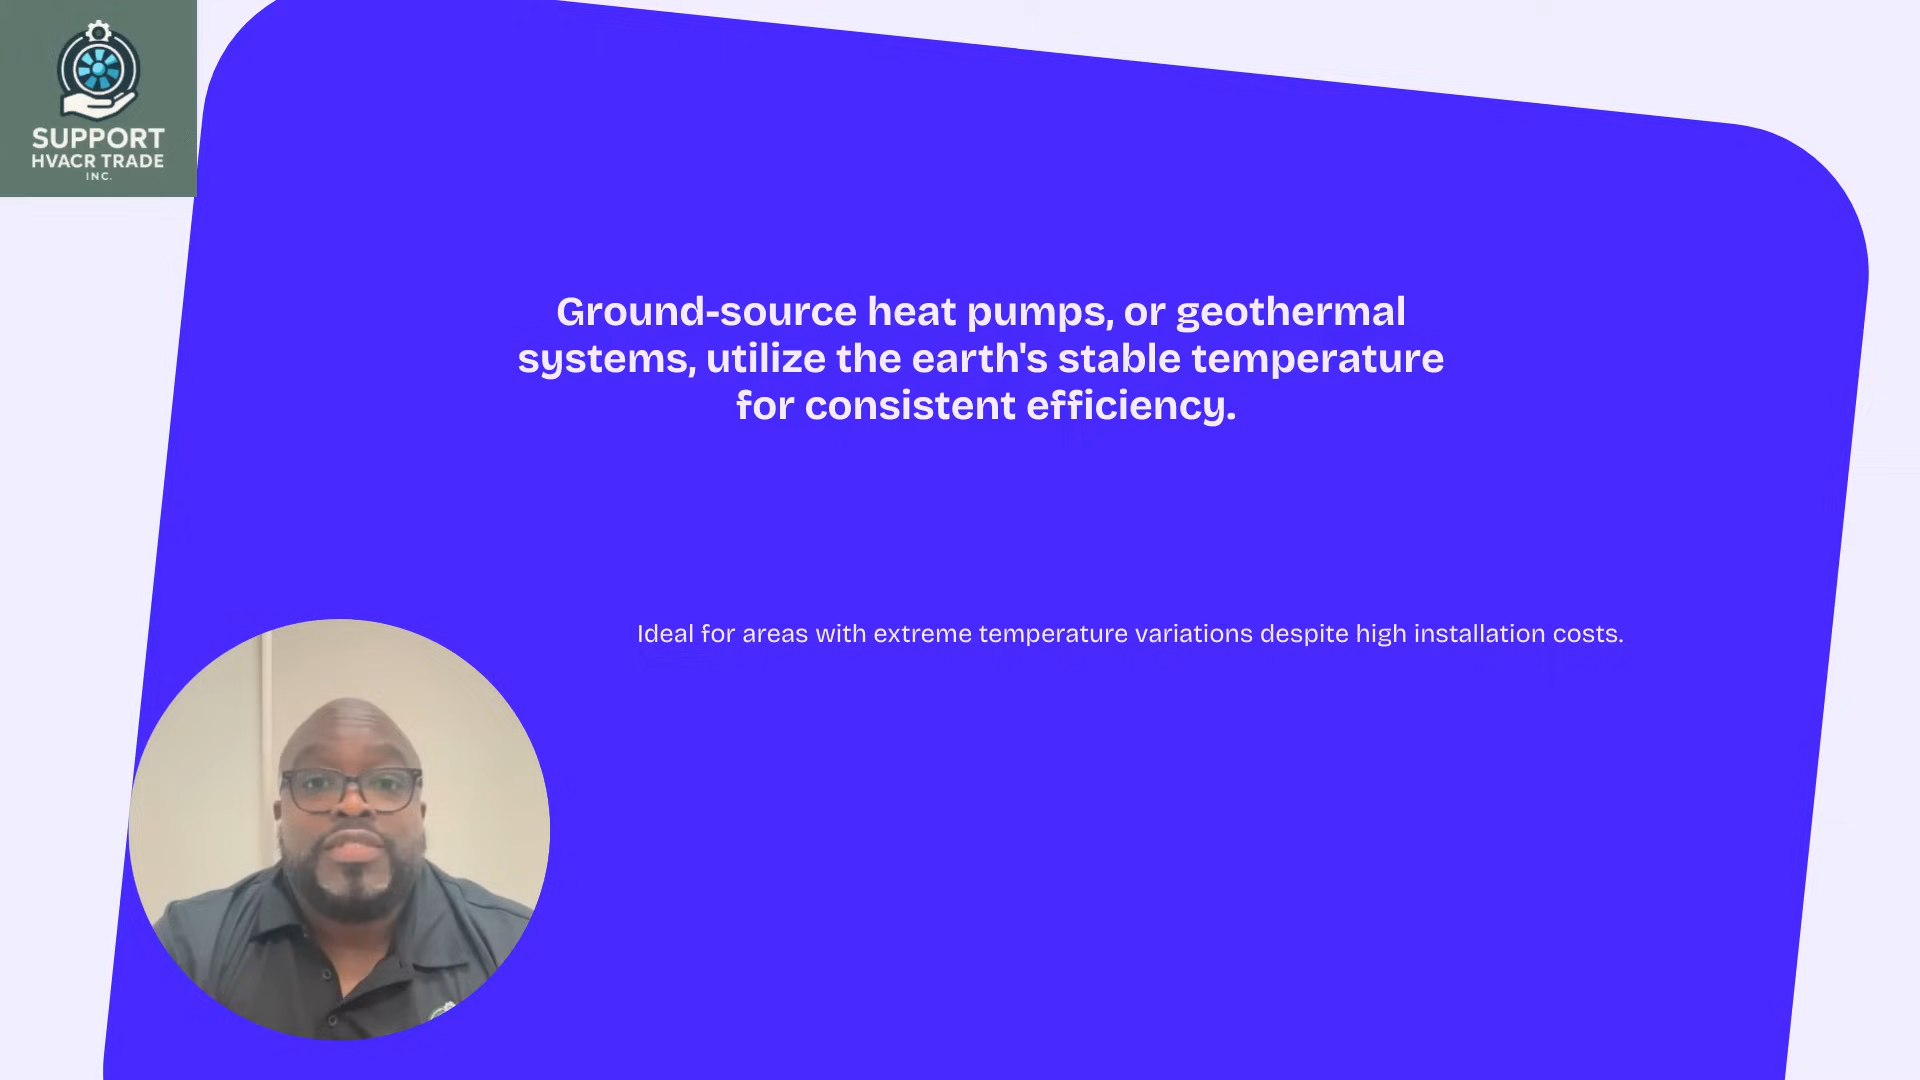 SUPPORT
HVACR TRADE
INC.
Ground-source heat pumps, or geothermal
systems, utilize the earth's stable temperature
for consistent efficiency.
Ideal for areas with extreme temperature variations despite high installation costs.